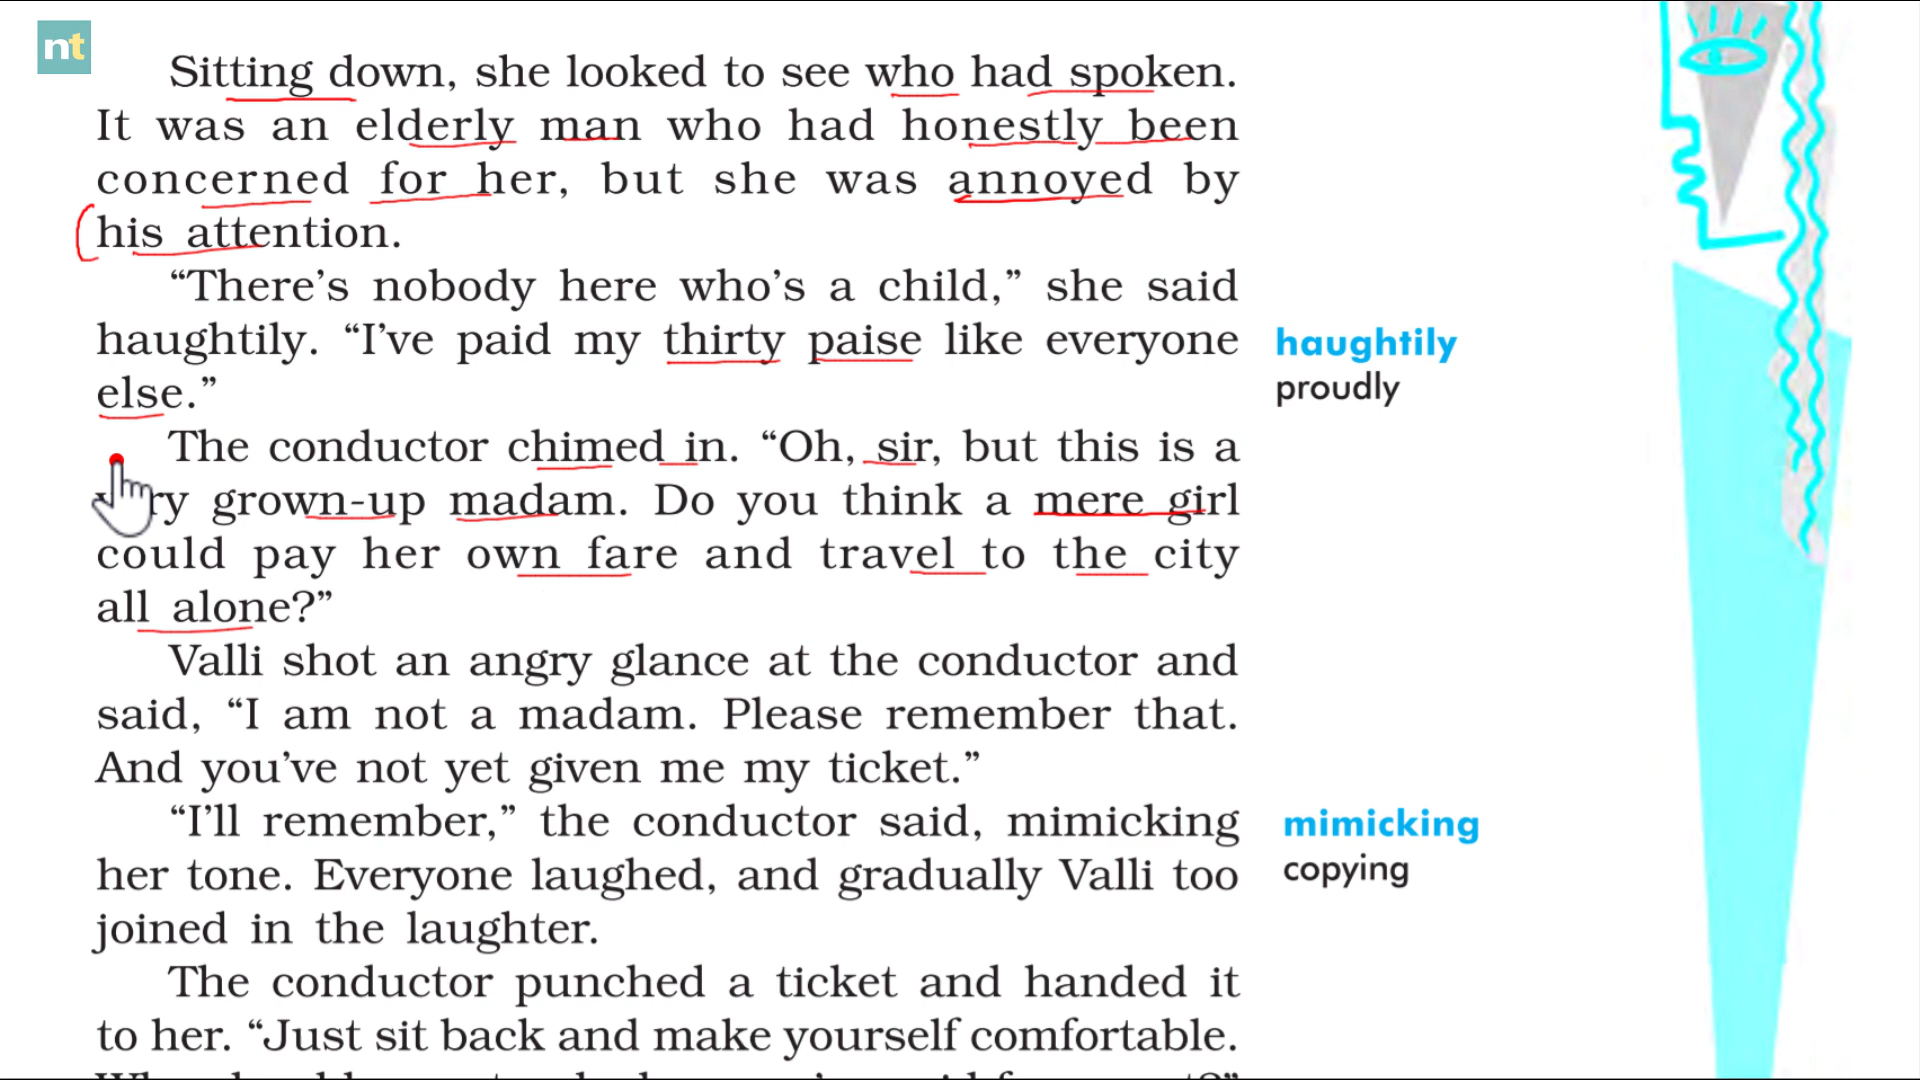 nt
Sitting down, she looked to see who had spoken.
It was an elderly man who had honestly been
concerned for her, but she was annoyed by
his attention.
“There’s nobody here who’s a child,” she said
haughtily. “I’ve paid my thirty paise like everyone
else.”
haughtily
proudly
The conductor chimed in. “Oh, sir, but this is a
grown-up madam. Do you think a mere girl
could pay her own fare and travel to the city
all alone?”
Valli shot an angry glance at the conductor and
said, “I am not a madam. Please remember that.
And you’ve not yet given me my ticket.”
“I’ll remember,” the conductor said, mimicking
her tone. Everyone laughed, and gradually Valli too
joined in the laughter.
mimicking
copying
The conductor punched a ticket and handed it
to her. “Just sit back and make yourself comfortable.